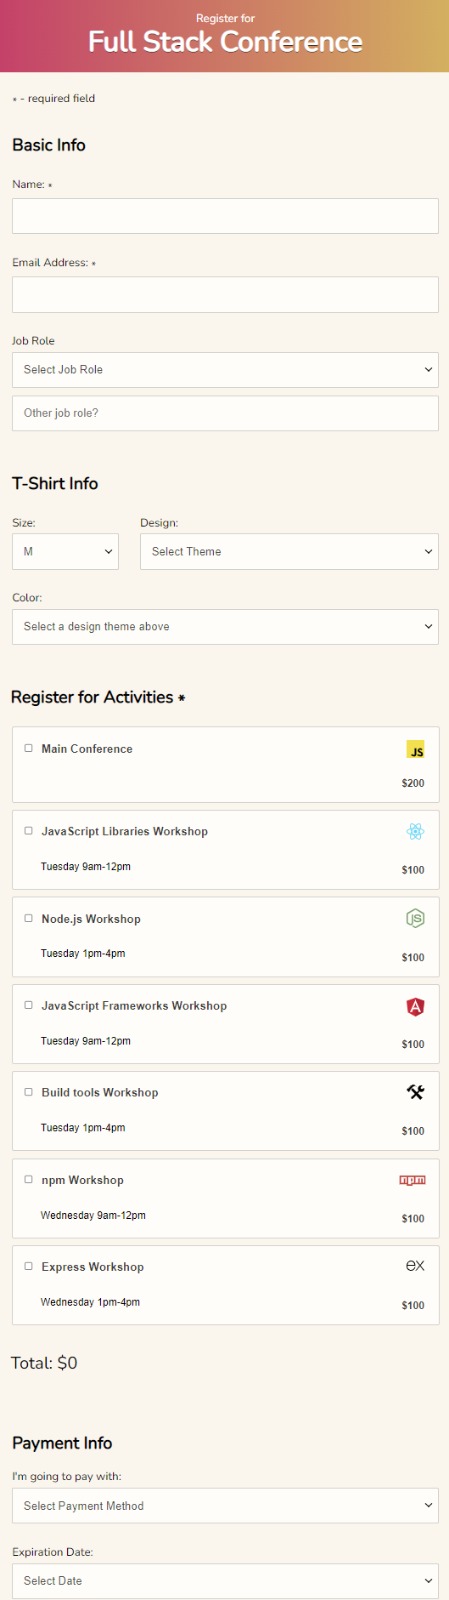 Register for
Full Stack Conference
* - required field
Basic Info
Name: *
Email Address: *
Job Role
Select Job Role
Other job role?
T-Shirt Info
Size:
Design:
M
Select Theme
Color:
Select a design theme above
Register for Activities *
Main Conference
JS
$200
JavaScript Libraries Workshop
Tuesday 9am-12pm
$100
Node.js Workshop
JS
Tuesday 1pm-4pm
$100
JavaScript Frameworks Workshop
A
Tuesday 9am-12pm
$100
Build tools Workshop
Tuesday 1pm-4pm
$100
npm Workshop
npm
Wednesday 9am-12pm
$100
Express Workshop
ex
Wednesday 1pm-4pm
$100
Total: $0
Payment Info
I'm going to pay with:
Select Payment Method
Expiration Date:
Select Date